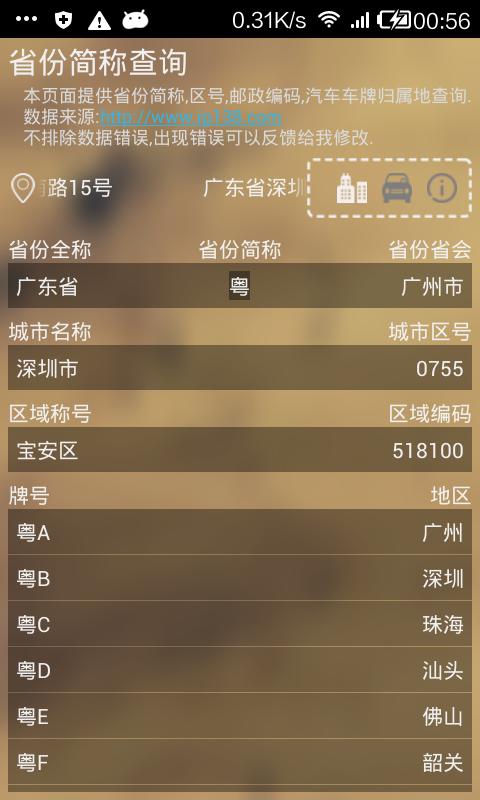 0.31K/s 00:56
省份简称查询
本页面提供省份简称,区号,邮政编码,汽车车牌归属地查询.
数据来源:http://www.ip138.com
不排除数据错误,出现错误可以反馈给我修改.
路15号 广东省深圳
省份全称 省份简称 省份省会
广东省 粤 广州市
城市名称 城市区号
深圳市 0755
区域称号 区域编码
宝安区 518100
牌号 地区
粤A 广州
粤B 深圳
粤C 珠海
粤D 汕头
粤E 佛山
粤F 韶关